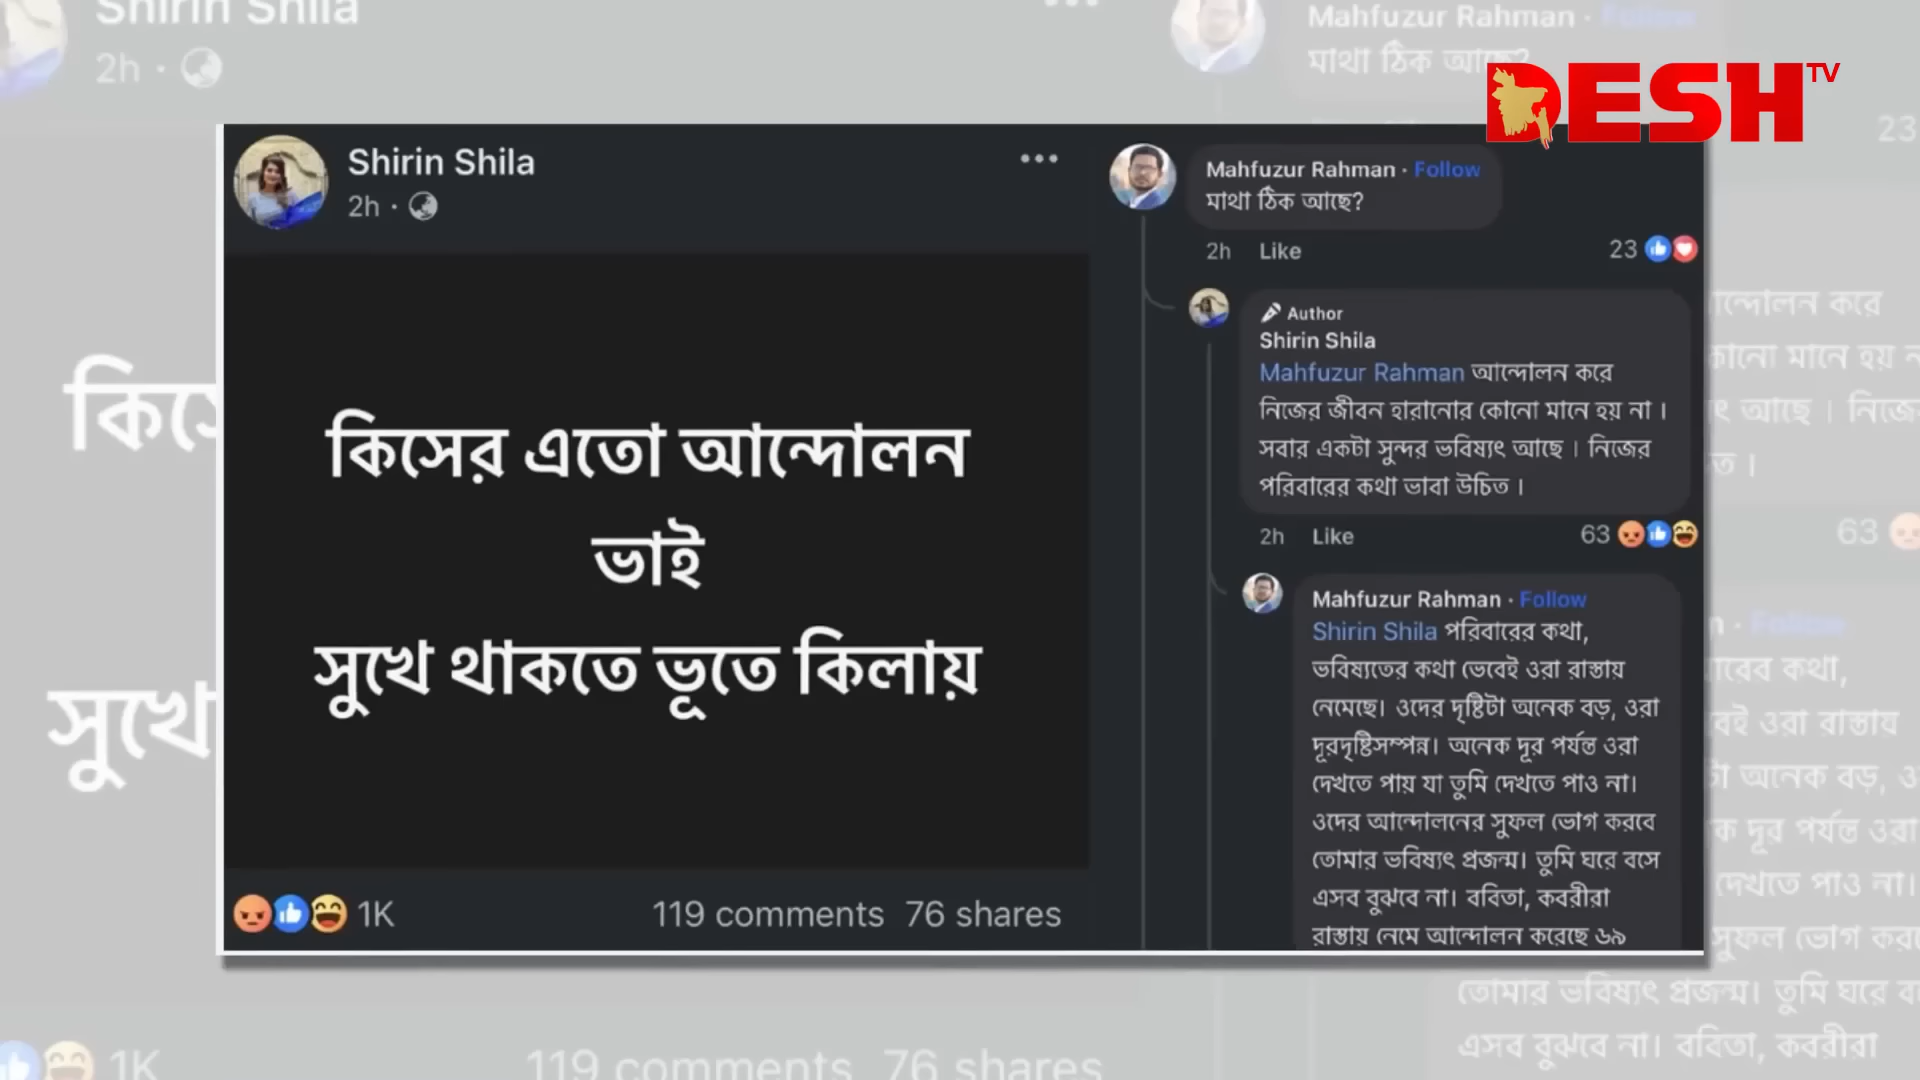 DESH TV
Shirin Shila
2h ·
কিসের এতো আন্দোলন
ভাই
সুখে থাকতে ভূতে কিলায়
1K 119 comments 76 shares
Mahfuzur Rahman · Follow
মাথা ঠিক আছে?
2h Like 23
Author
Shirin Shila
Mahfuzur Rahman আন্দোলন করে
নিজের জীবন হারানোর কোনো মানে হয় না ।
সবার একটা সুন্দর ভবিষ্যৎ আছে । নিজের
পরিবারের কথা ভাবা উচিত ।
2h Like 63
Mahfuzur Rahman · Follow
Shirin Shila পরিবারের কথা,
ভবিষ্যতের কথা ভেবেই ওরা রাস্তায়
নেমেছে। ওদের দৃষ্টিটা অনেক বড়, ওরা
দূরদৃষ্টিসম্পন্ন। অনেক দূর পর্যন্ত ওরা
দেখতে পায় যা তুমি দেখতে পাও না।
ওদের আন্দোলনের সুফল ভোগ করবে
তোমার ভবিষ্যৎ প্রজন্ম। তুমি ঘরে বসে
এসব বুঝবে না। ববিতা, কবরীরা
রাস্তায় নেমে আন্দোলন করেছে ৬৯